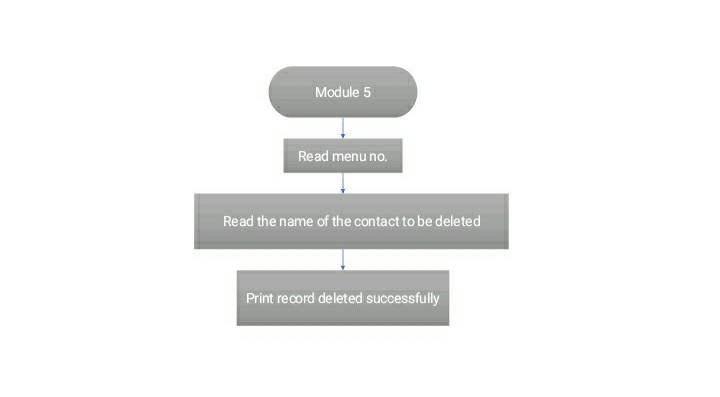 Module 5
Read menu no.
Read the name of the contact to be deleted
Print record deleted successfully